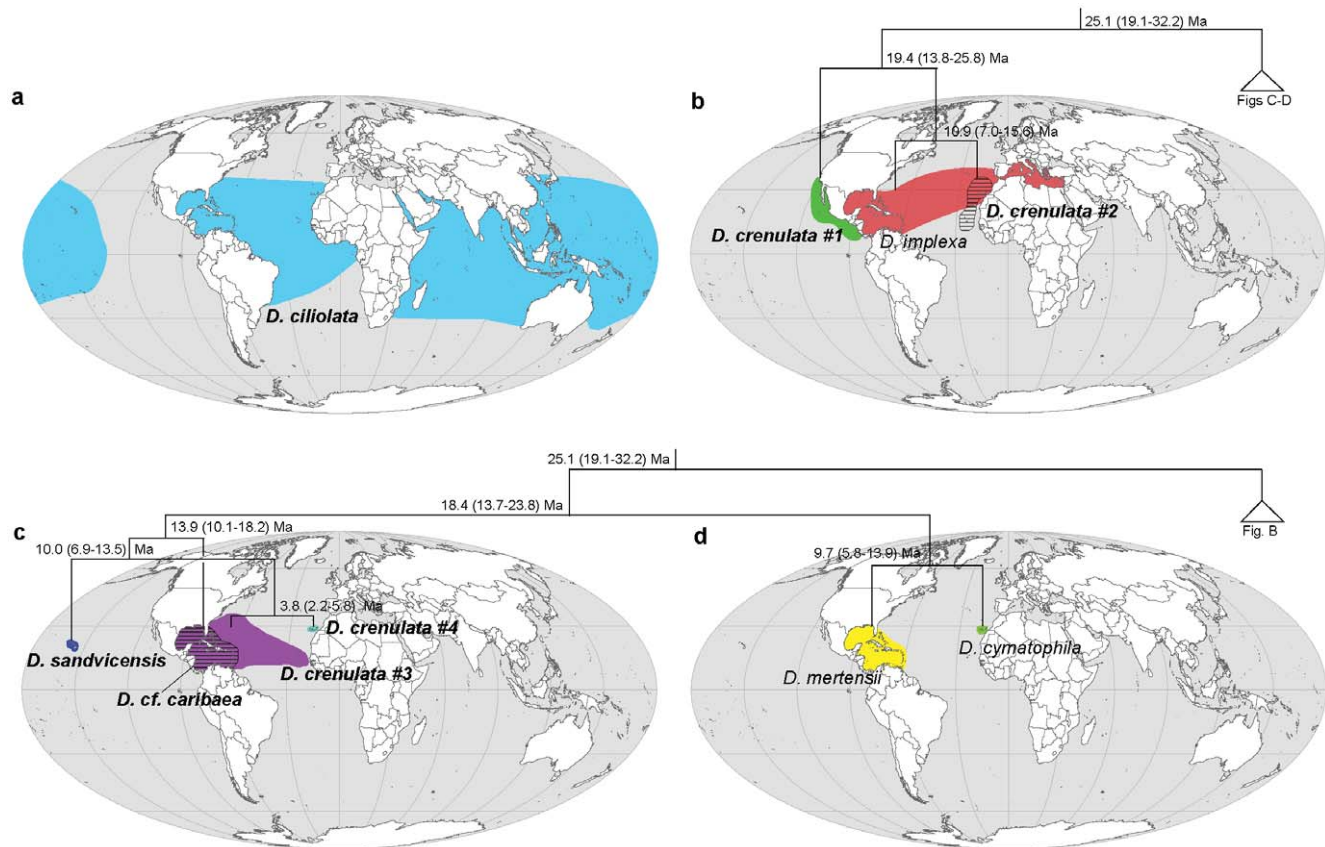 25.1 (19.1-32.2) Ma
19.4 (13.8-25.8) Ma
Figs C-D
a
b
10.9 (7.0-15.6) Ma
D. crenulata #2
D. crenulata #1
D. implexa
D. ciliolata
25.1 (19.1-32.2) Ma
18.4 (13.7-23.8) Ma
Fig. B
c
13.9 (10.1-18.2) Ma
d
10.0 (6.9-13.5) Ma
9.7 (5.8-13.9) Ma
3.8 (2.2-5.8) Ma
D. crenulata #4
D. sandvicensis
D. crenulata #3
D. cymatophila
D. mertensii
D. cf. caribaea